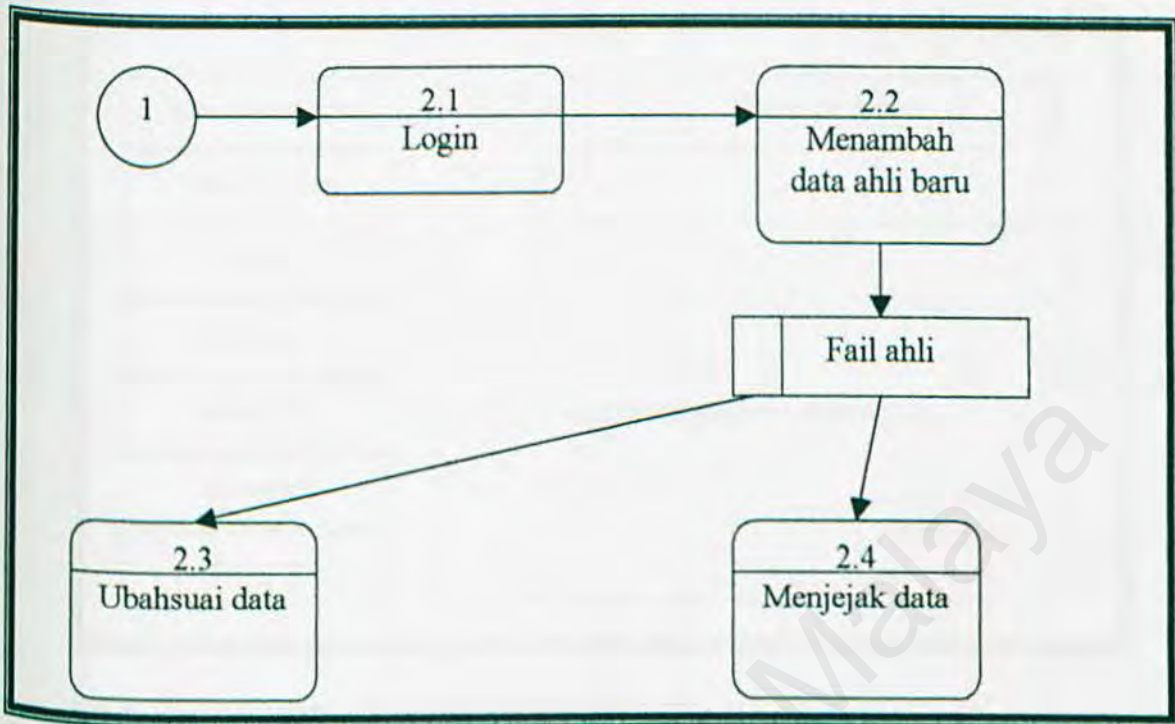 1
2.1
Login
2.2
Menambah
data ahli baru
Fail ahli
2.3
Ubahsuai data
2.4
Menjejak data
Malaya